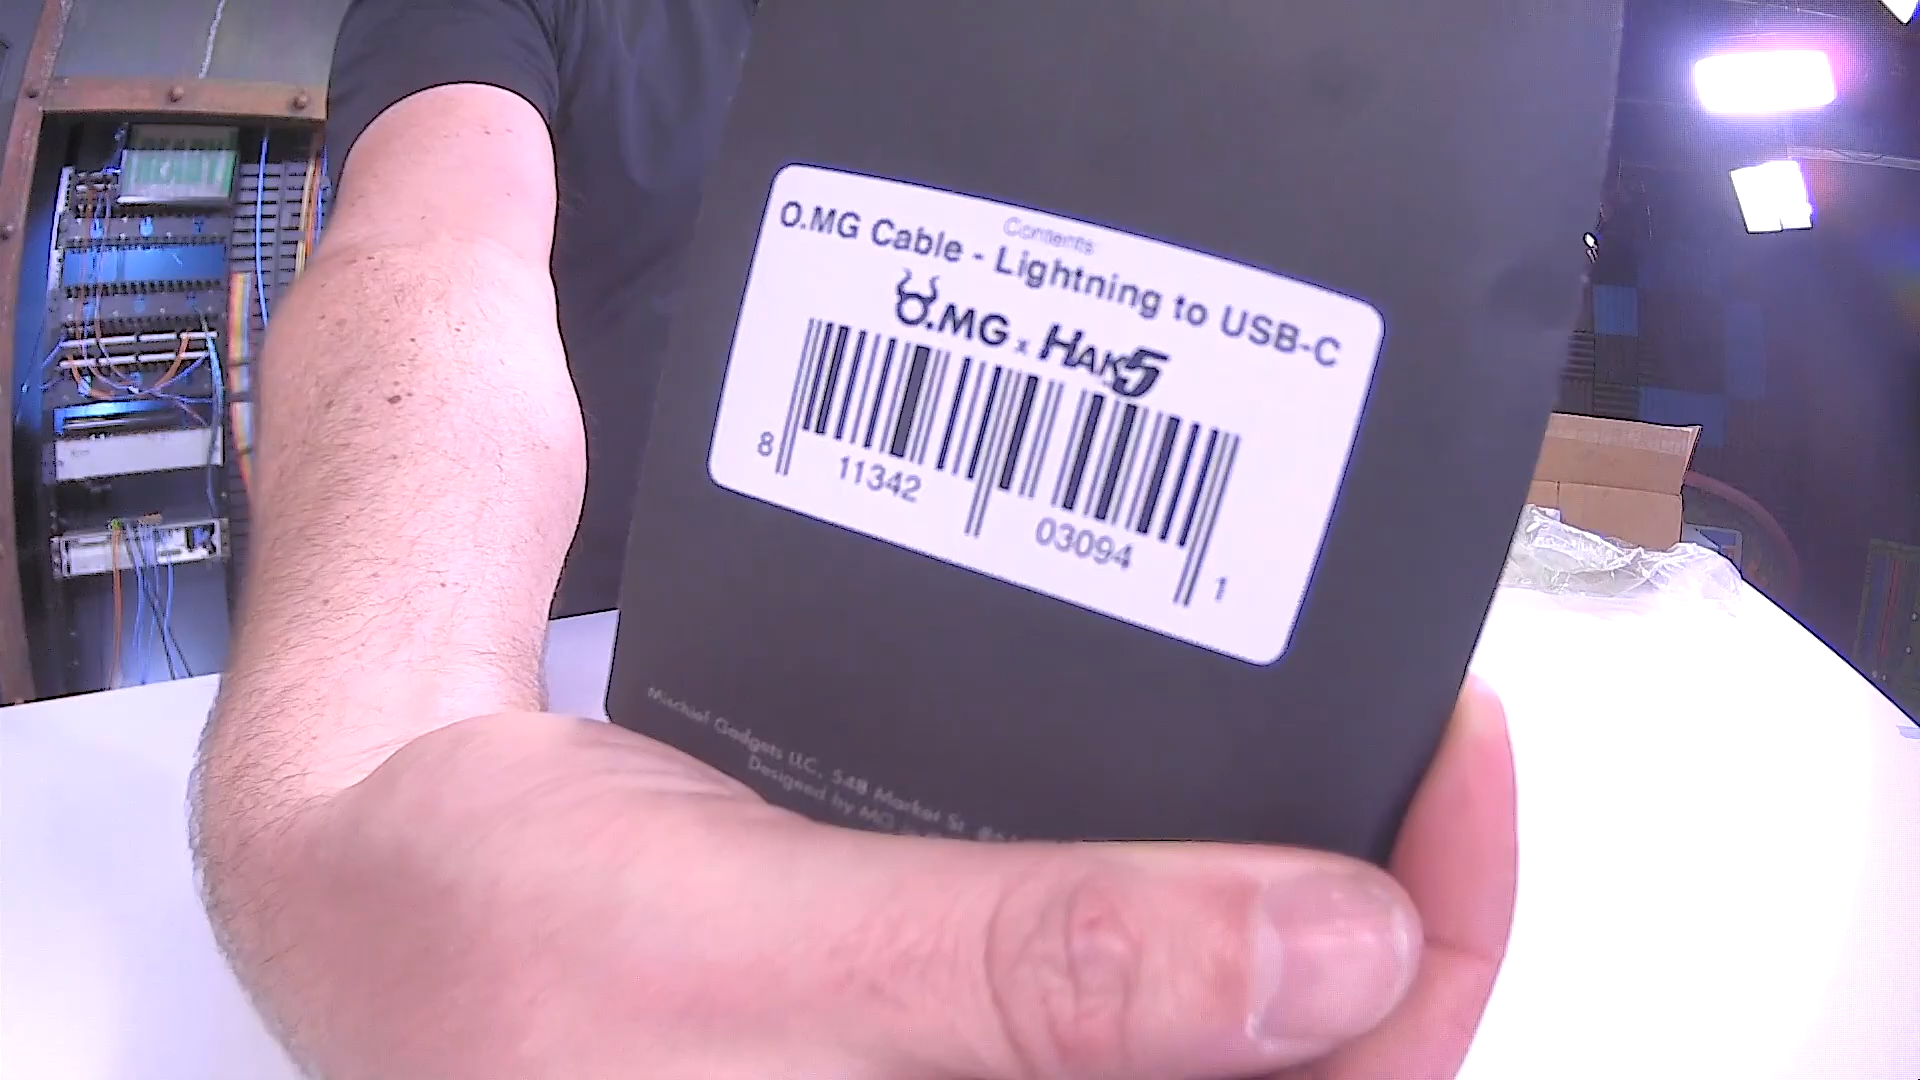 Contents
O.MG Cable - Lightning to USB-C
O.MG x HAK5
8 11342 03094 1
Mischief Gadgets LLC, 548 Market St
Designed by MG